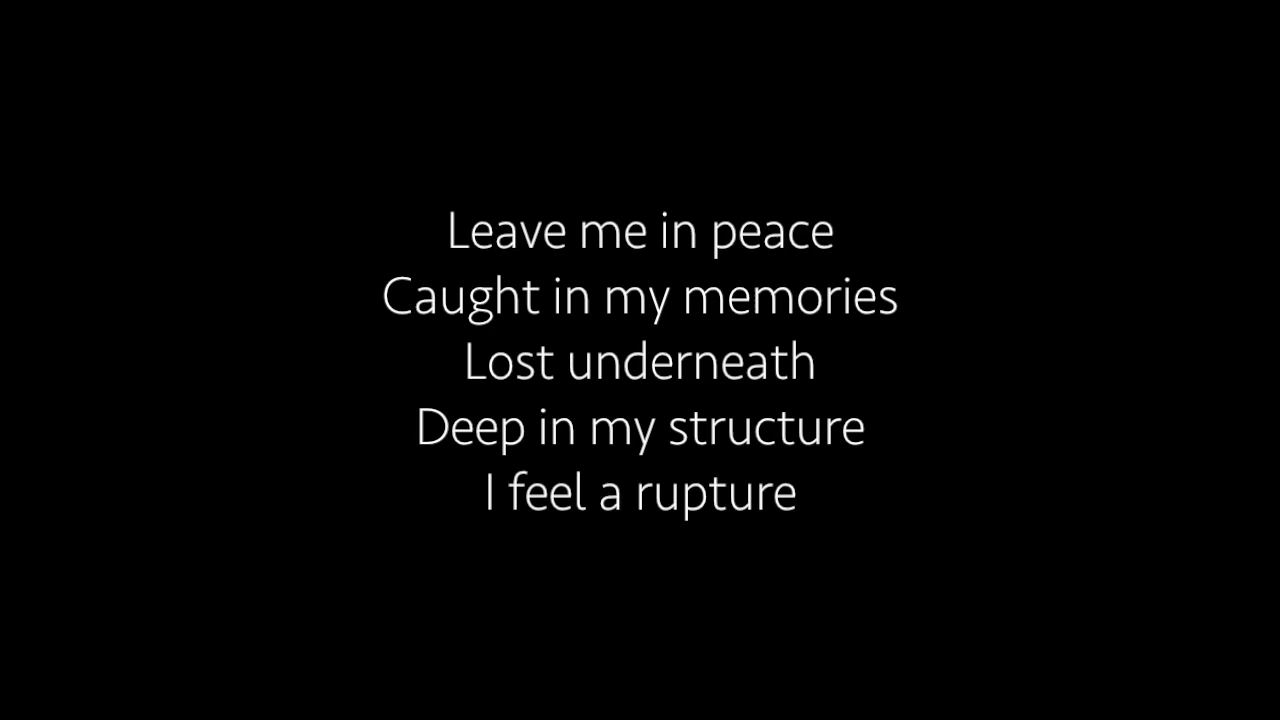 Leave me in peace
Caught in my memories
Lost underneath
Deep in my structure
I feel a rupture